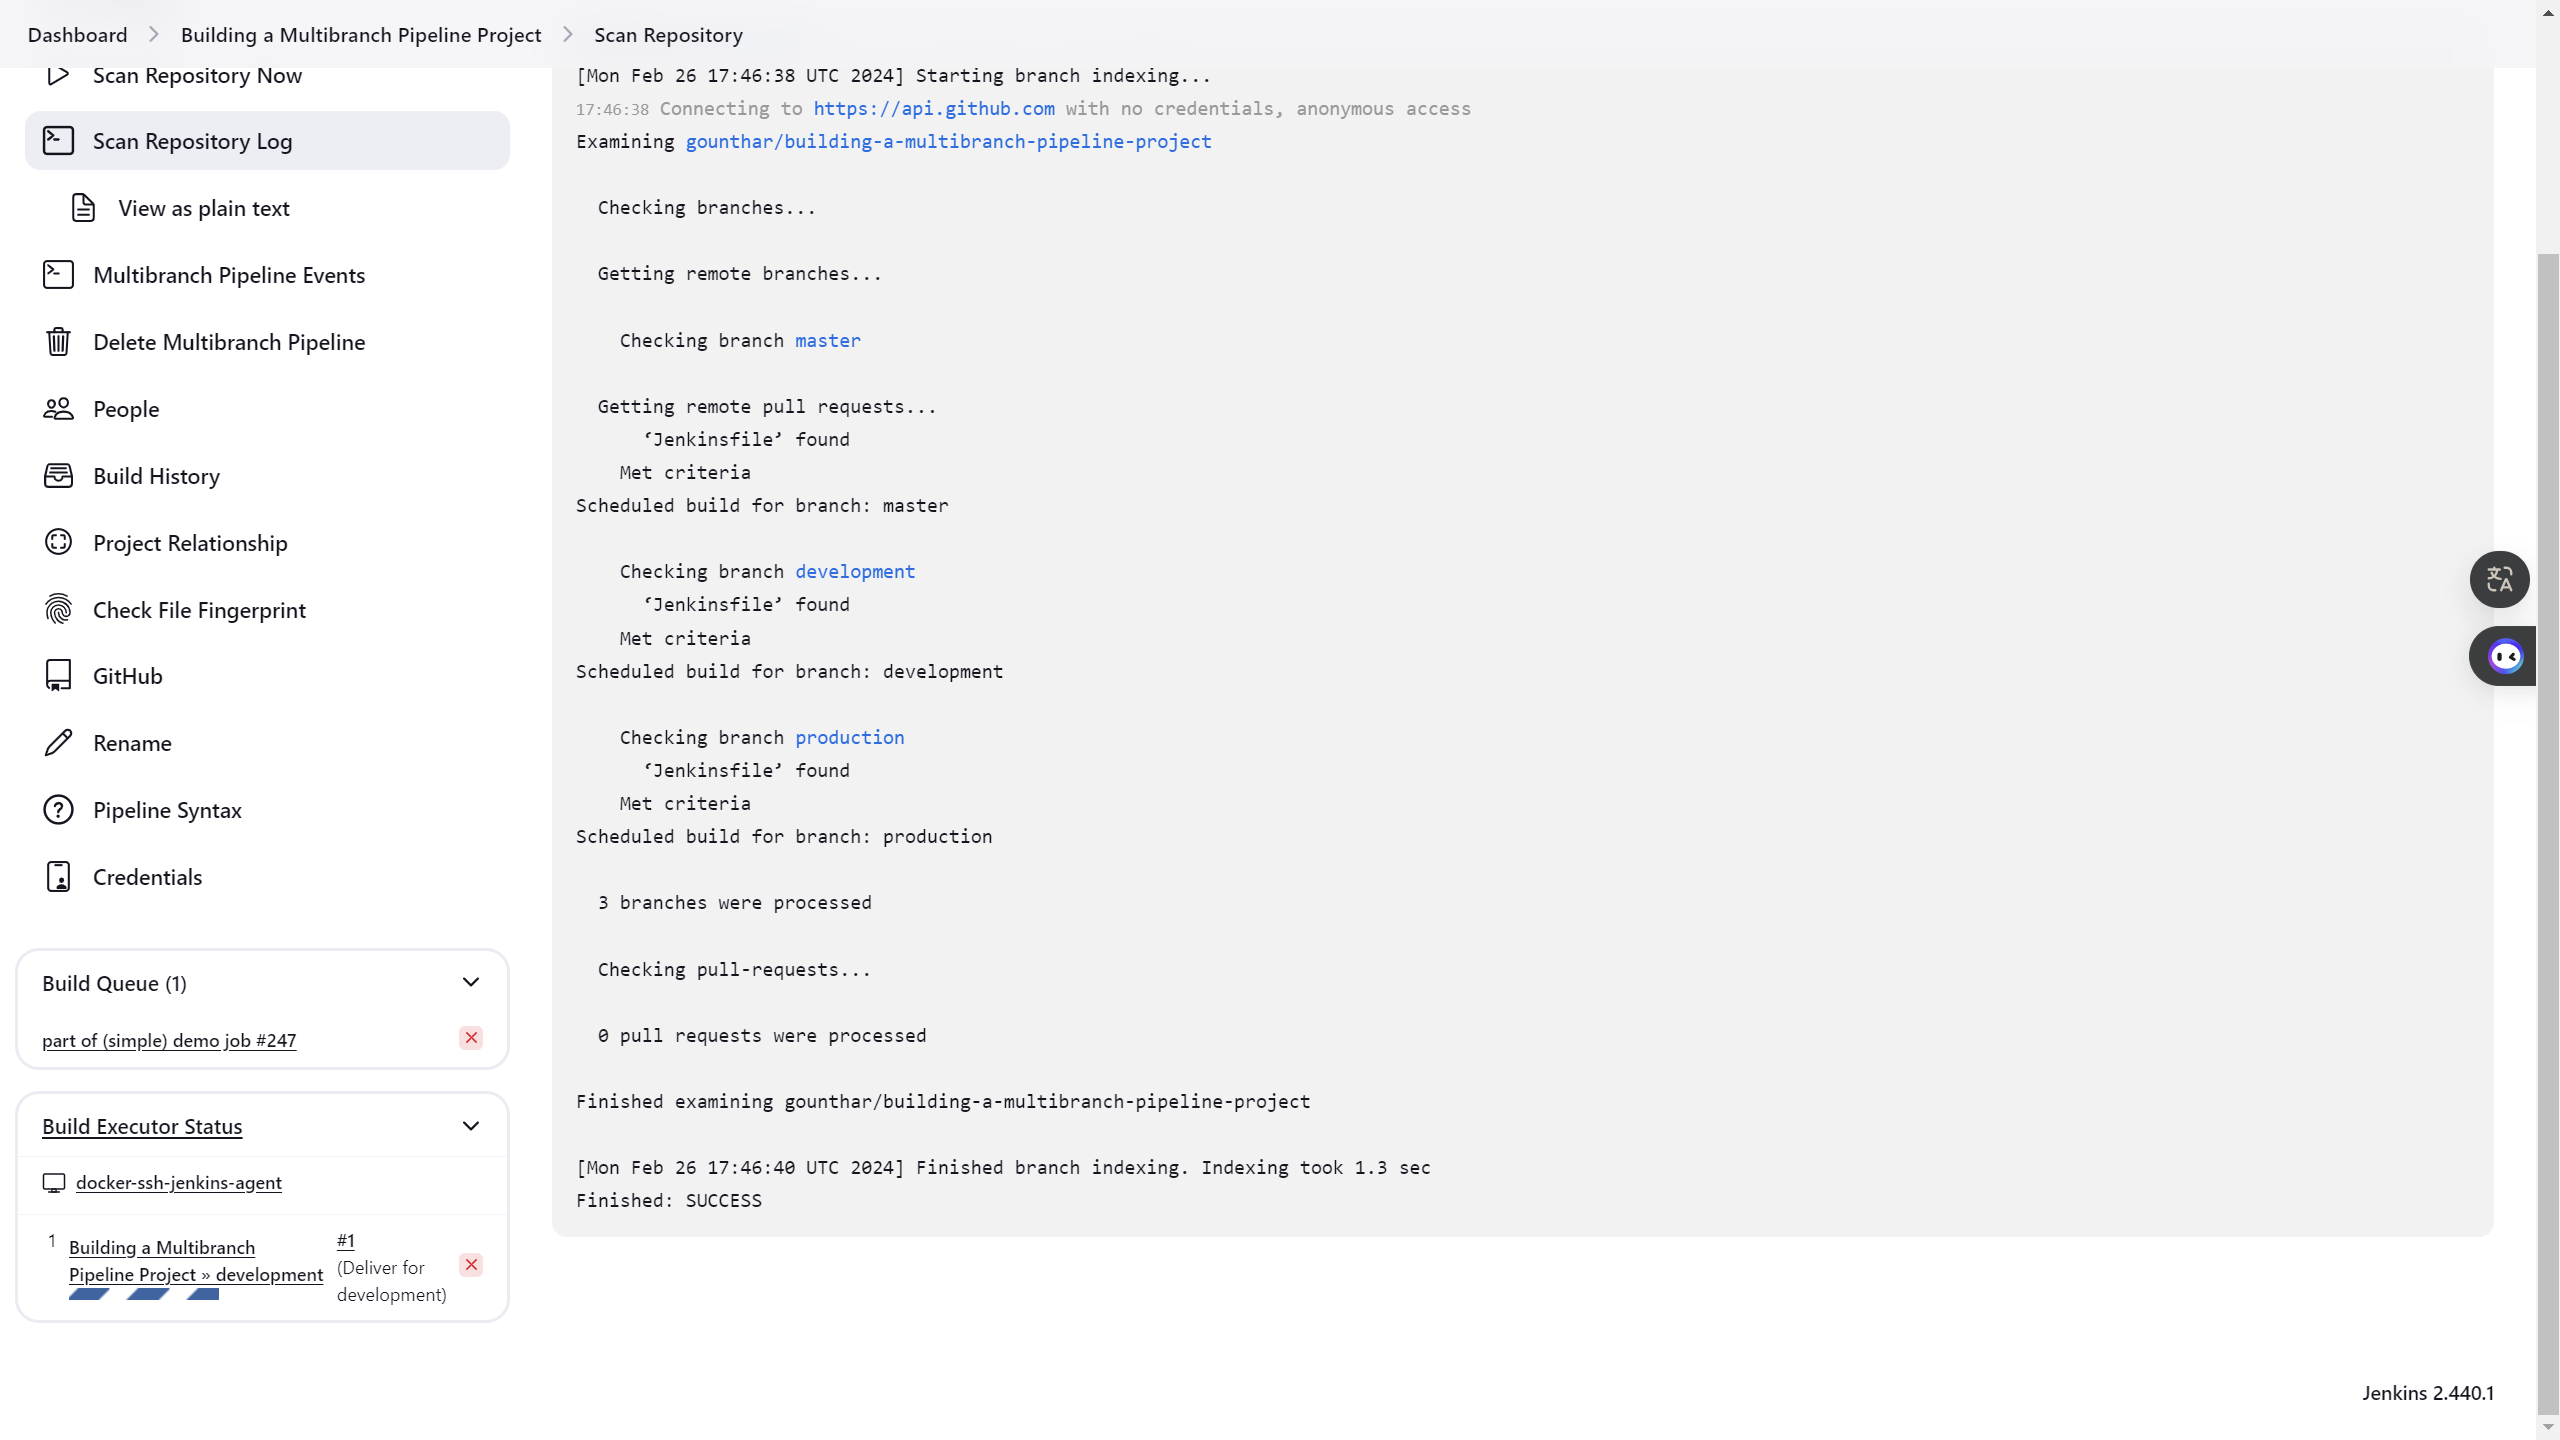 Dashboard > Building a Multibranch Pipeline Project > Scan Repository
Scan Repository Now
Scan Repository Log
View as plain text
Multibranch Pipeline Events
Delete Multibranch Pipeline
People
Build History
Project Relationship
Check File Fingerprint
GitHub
Rename
Pipeline Syntax
Credentials
Build Queue (1)
part of (simple) demo job #247
Build Executor Status
docker-ssh-jenkins-agent
1
Building a Multibranch
Pipeline Project » development
#1
(Deliver for
development)
[Mon Feb 26 17:46:38 UTC 2024] Starting branch indexing...
17:46:38 Connecting to https://api.github.com with no credentials, anonymous access
Examining gounthar/building-a-multibranch-pipeline-project
Checking branches...
Getting remote branches...
Checking branch master
Getting remote pull requests...
‘Jenkinsfile’ found
Met criteria
Scheduled build for branch: master
Checking branch development
‘Jenkinsfile’ found
Met criteria
Scheduled build for branch: development
Checking branch production
‘Jenkinsfile’ found
Met criteria
Scheduled build for branch: production
3 branches were processed
Checking pull-requests...
0 pull requests were processed
Finished examining gounthar/building-a-multibranch-pipeline-project
[Mon Feb 26 17:46:40 UTC 2024] Finished branch indexing. Indexing took 1.3 sec
Finished: SUCCESS
Jenkins 2.440.1